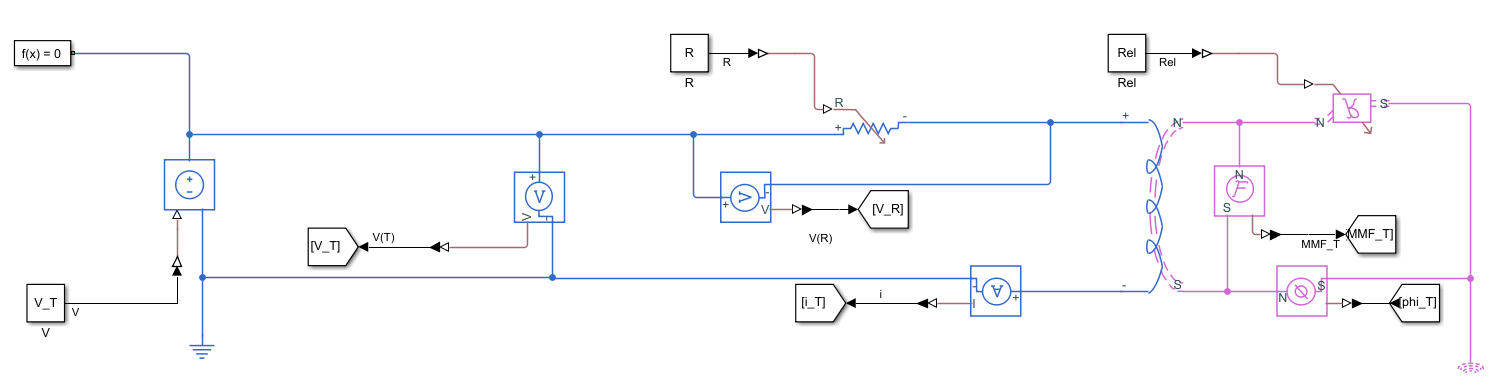 f(x) = 0
R
R
R
R
+
-
Rel
Rel
Rel
S
N
+
N
+
-
+
V
V
-
+
V
-
V
[V_R]
V(R)
N
F
S
MMF_T
[MMF_T]
[V_T]
V(T)
V_T
V
V
[i_T]
i
-
A
+
I
-
S
N
Φ
S
[phi_T]